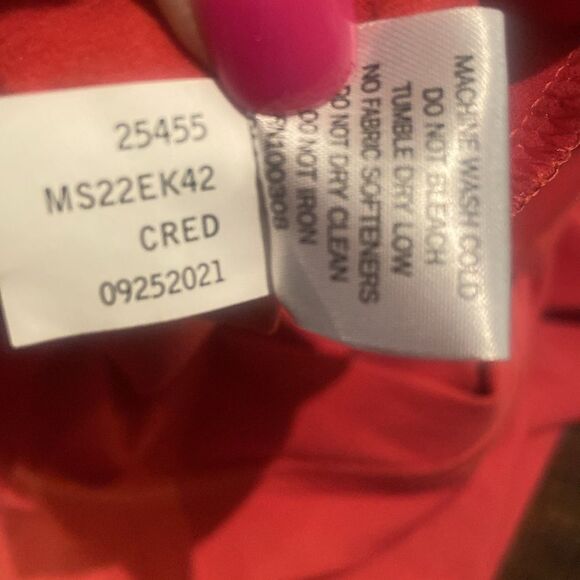 25455
MS22EK42
CRED
09252021
MACHINE WASH COLD
DO NOT BLEACH
TUMBLE DRY LOW
NO FABRIC SOFTENERS
DO NOT DRY CLEAN
DO NOT IRON